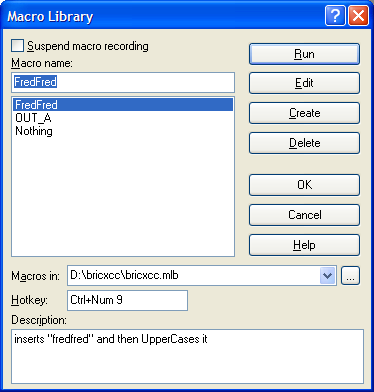 Macro Library
Suspend macro recording
Macro name:
FredFred
FredFred
OUT_A
Nothing
Run
Edit
Create
Delete
OK
Cancel
Help
Macros in: D:\bricxcc\bricxcc.mlb ...
Hotkey: Ctrl+Num 9
Description:
inserts "fredfred" and then UpperCases it